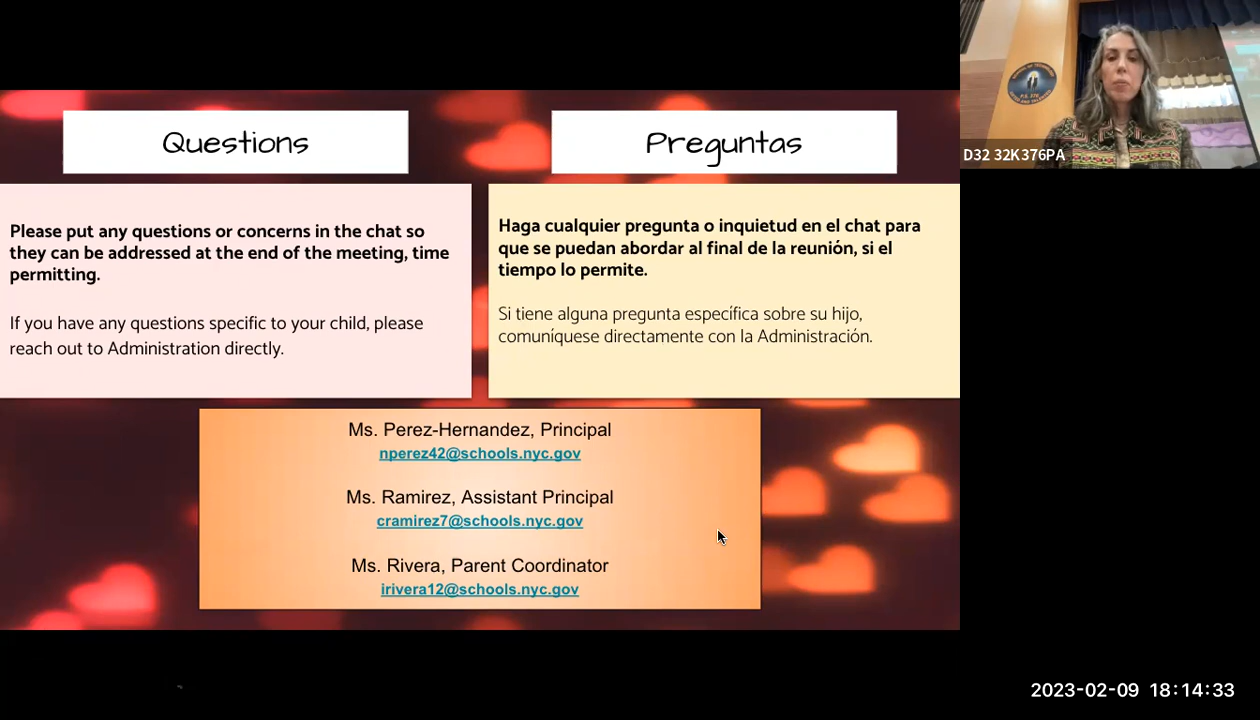 Questions
Preguntas
Please put any questions or concerns in the chat so
they can be addressed at the end of the meeting, time
permitting.
If you have any questions specific to your child, please
reach out to Administration directly.
Haga cualquier pregunta o inquietud en el chat para
que se puedan abordar al final de la reunión, si el
tiempo lo permite.
Si tiene alguna pregunta específica sobre su hijo,
comuníquese directamente con la Administración.
Ms. Perez-Hernandez, Principal
nperez42@schools.nyc.gov
Ms. Ramirez, Assistant Principal
cramirez7@schools.nyc.gov
Ms. Rivera, Parent Coordinator
irivera12@schools.nyc.gov
D32 32K376PA
2023-02-09 18:14:33